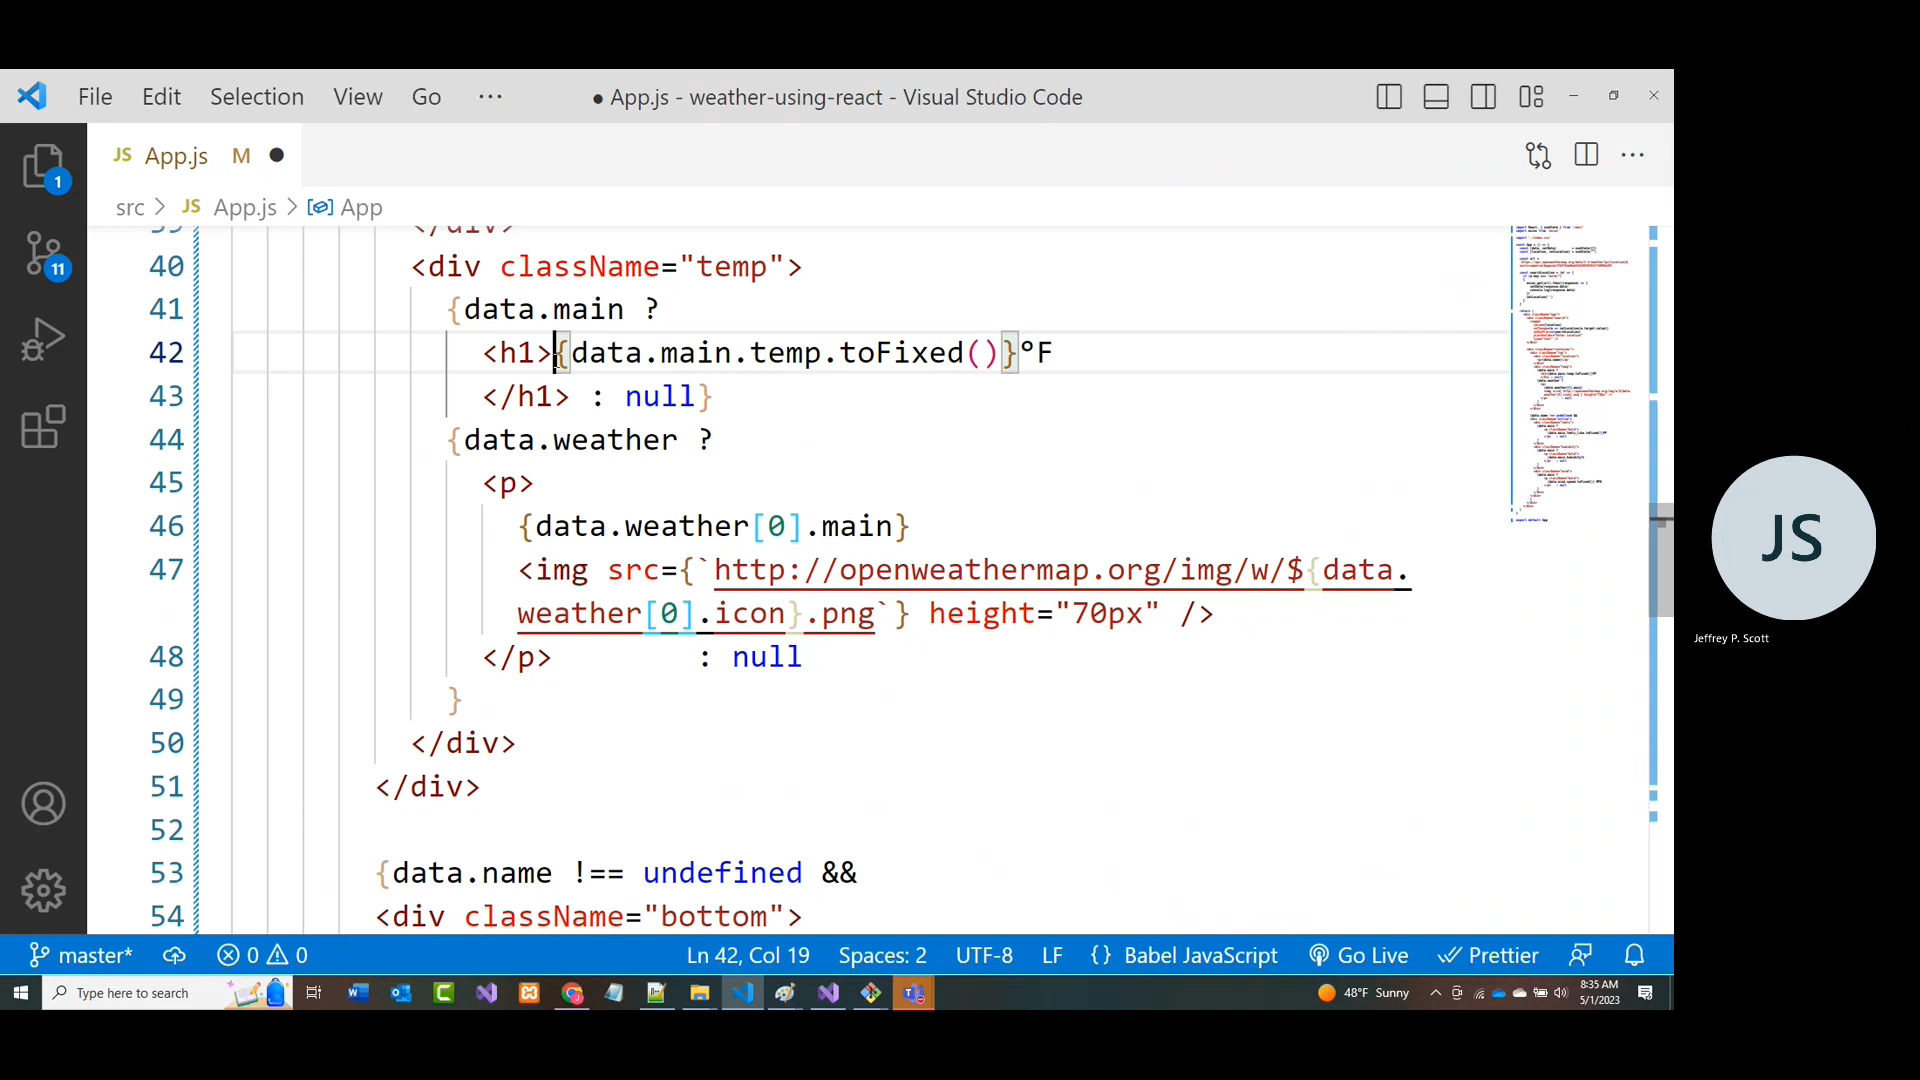 File Edit Selection View Go ··· ● App.js - weather-using-react - Visual Studio Code
JS App.js M ●
src > JS App.js > App
39 </div>
40 <div className="temp">
41 {data.main ?
42 <h1>{data.main.temp.toFixed()}°F
43 </h1> : null}
44 {data.weather ?
45 <p>
46 {data.weather[0].main}
47 <img src={`http://openweathermap.org/img/w/${data.
weather[0].icon}.png`} height="70px" />
48 </p> : null
49 }
50 </div>
51 </div>
52
53 {data.name !== undefined &&
54 <div className="bottom">
1
11
JS
Jeffrey P. Scott
master* 0 0 Ln 42, Col 19 Spaces: 2 UTF-8 LF {} Babel JavaScript Go Live Prettier
Type here to search 48°F Sunny 8:35 AM
5/1/2023